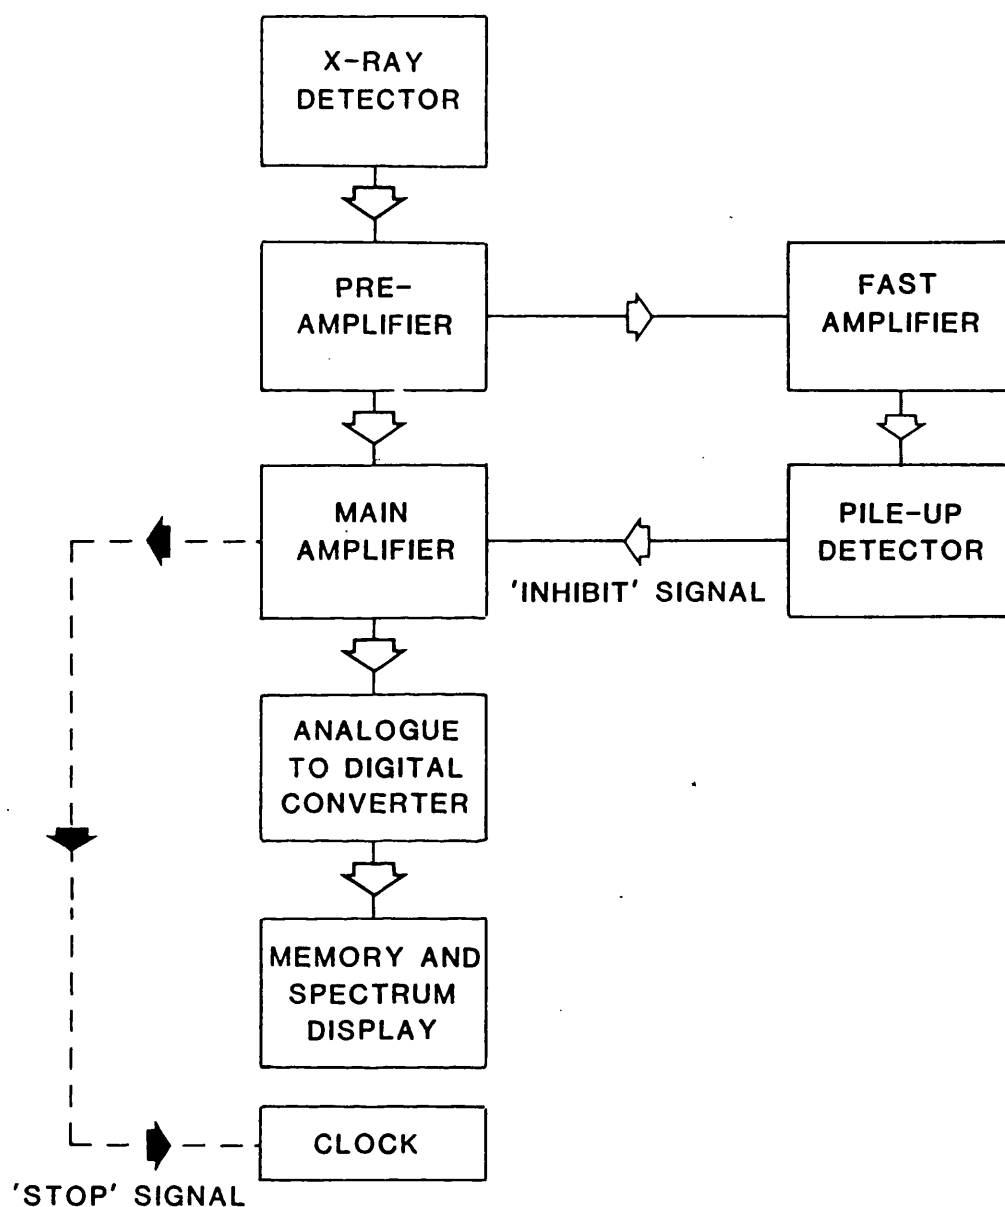 X-RAY
DETECTOR
PRE-
AMPLIFIER
FAST
AMPLIFIER
MAIN
AMPLIFIER
PILE-UP
DETECTOR
'INHIBIT' SIGNAL
ANALOGUE
TO DIGITAL
CONVERTER
MEMORY AND
SPECTRUM
DISPLAY
CLOCK
'STOP' SIGNAL